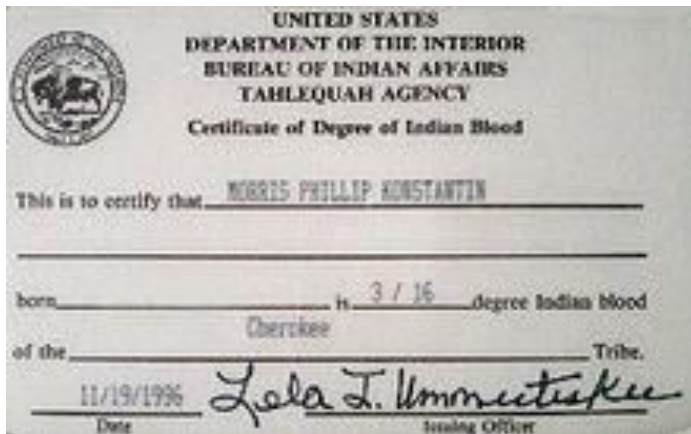 UNITED STATES
DEPARTMENT OF THE INTERIOR
BUREAU OF INDIAN AFFAIRS
TAHLEQUAH AGENCY
Certificate of Degree of Indian Blood
This is to certify that MORRIS PHILLIP KONSTANTIN
born is 3 / 16 degree Indian blood
of the Cherokee Tribe.
11/19/1996 Lela J. Ummerteskee
Date Issuing Officer